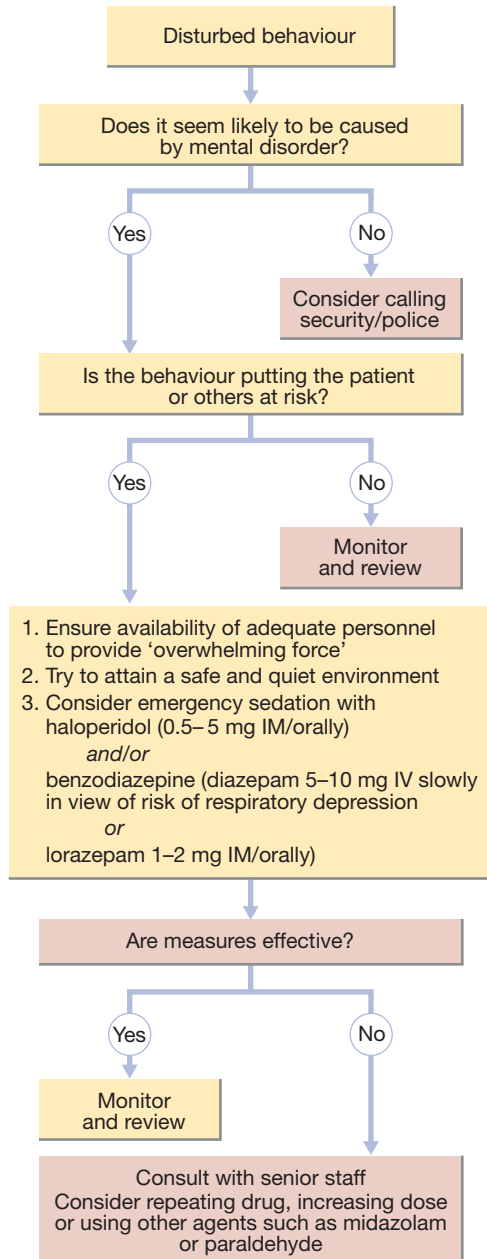 Disturbed behaviour
Does it seem likely to be caused
by mental disorder?
Yes
No
Consider calling
security/police
Is the behaviour putting the patient
or others at risk?
Yes
No
Monitor
and review
1. Ensure availability of adequate personnel
to provide ‘overwhelming force’
2. Try to attain a safe and quiet environment
3. Consider emergency sedation with
haloperidol (0.5– 5 mg IM/orally)
and/or
benzodiazepine (diazepam 5–10 mg IV slowly
in view of risk of respiratory depression
or
lorazepam 1–2 mg IM/orally)
Are measures effective?
Yes
No
Monitor
and review
Consult with senior staff
Consider repeating drug, increasing dose
or using other agents such as midazolam
or paraldehyde